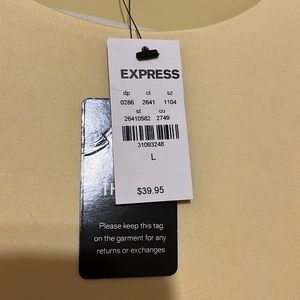 EXPRESS
dp cl sz
0286 2641 1104
st co
26410582 2749
31093248
L
$39.95
Please keep this tag
on the garment for any
returns or exchanges